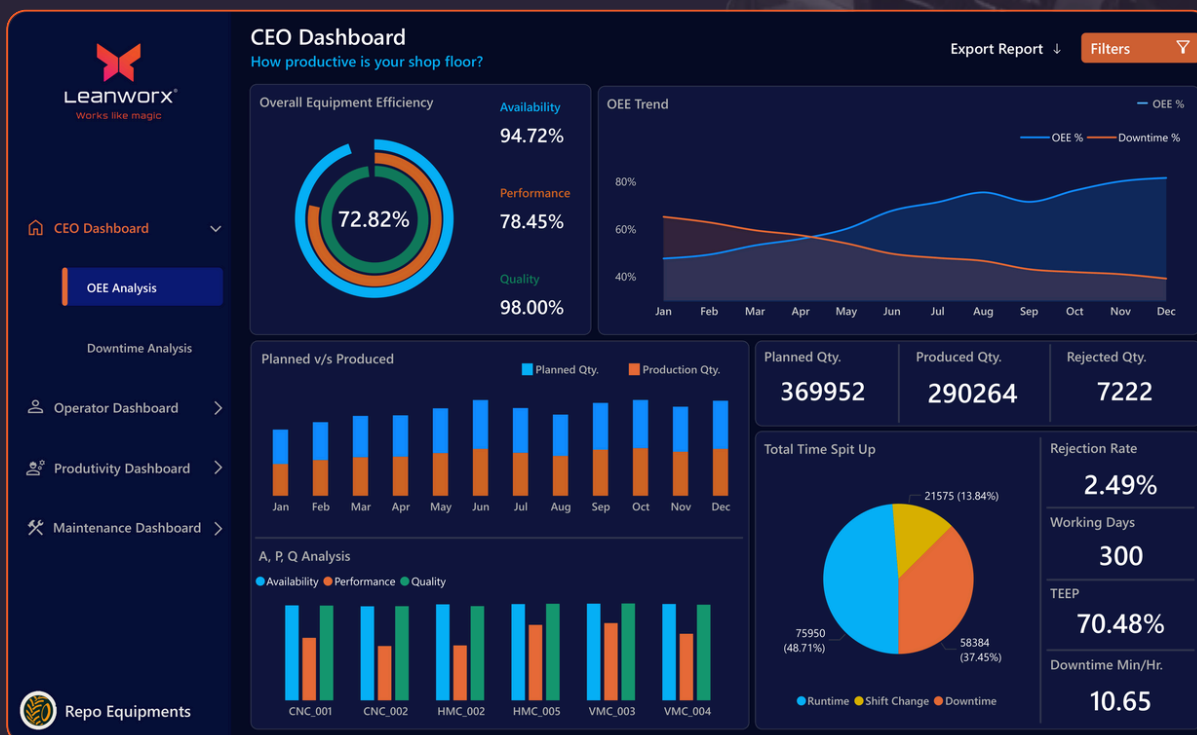 Leanworx®
Works like magic
CEO Dashboard
OEE Analysis
Downtime Analysis
Operator Dashboard
Produtivity Dashboard
Maintenance Dashboard
Repo Equipments
CEO Dashboard
How productive is your shop floor?
Export Report ↓
Filters
Overall Equipment Efficiency
72.82%
Availability
94.72%
Performance
78.45%
Quality
98.00%
OEE Trend
OEE %
OEE % Downtime %
80%
60%
40%
Jan Feb Mar Apr May Jun Jul Aug Sep Oct Nov Dec
Planned v/s Produced
Planned Qty. Production Qty.
Jan Feb Mar Apr May Jun Jul Aug Sep Oct Nov Dec
A, P, Q Analysis
Availability Performance Quality
CNC_001 CNC_002 HMC_002 HMC_005 VMC_003 VMC_004
Planned Qty.
369952
Produced Qty.
290264
Rejected Qty.
7222
Total Time Spit Up
21575 (13.84%)
75950
(48.71%)
58384
(37.45%)
Runtime Shift Change Downtime
Rejection Rate
2.49%
Working Days
300
TEEP
70.48%
Downtime Min/Hr.
10.65